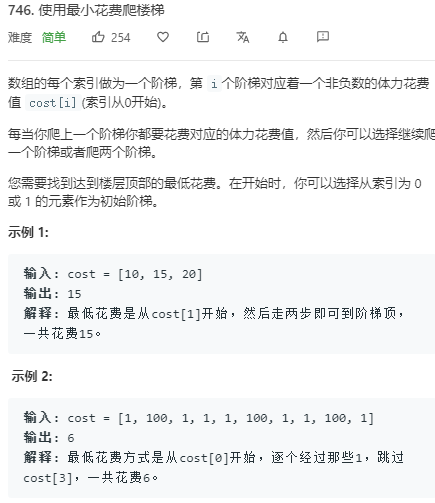 746. 使用最小花费爬楼梯
难度 简单 254
数组的每个索引做为一个阶梯，第 i个阶梯对应着一个非负数的体力花费
值 cost[i](索引从0开始)。
每当你爬上一个阶梯你都要花费对应的体力花费值，然后你可以选择继续爬
一个阶梯或者爬两个阶梯。
您需要找到达到楼层顶部的最低花费。在开始时，你可以选择从索引为 0
或 1 的元素作为初始阶梯。
示例 1:
输入: cost = [10, 15, 20]
输出: 15
解释: 最低花费是从cost[1]开始，然后走两步即可到阶梯顶，
一共花费15。
示例 2:
输入: cost = [1, 100, 1, 1, 1, 100, 1, 1, 100, 1]
输出: 6
解释: 最低花费方式是从cost[0]开始，逐个经过那些1，跳过
cost[3]，一共花费6。